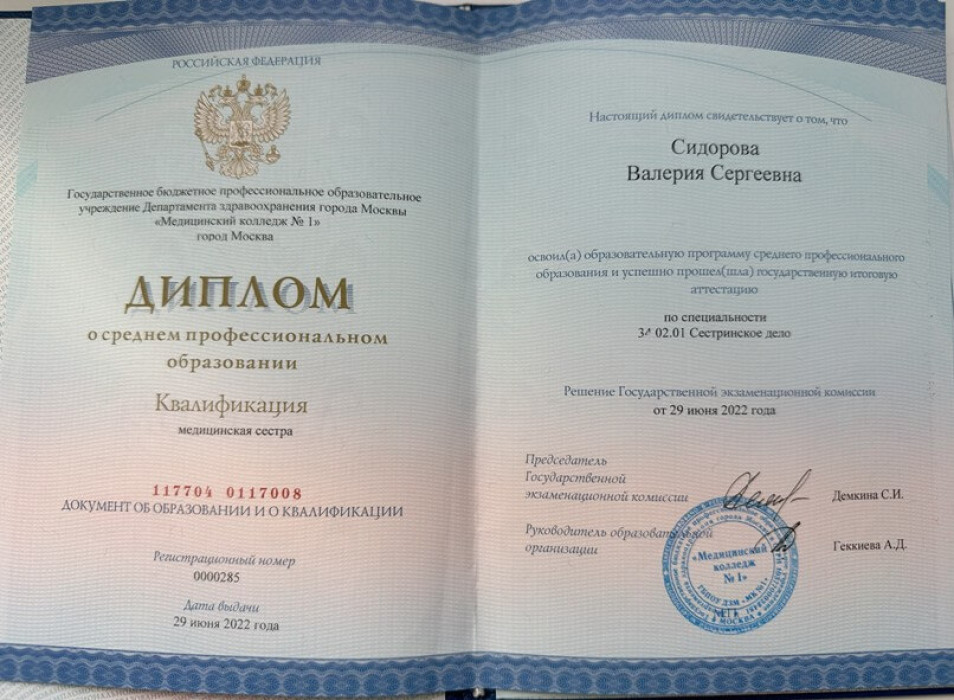 РОССИЙСКАЯ ФЕДЕРАЦИЯ
Государственное бюджетное профессиональное образовательное
учреждение Департамента здравоохранения города Москвы
«Медицинский колледж № 1»
город Москва
ДИПЛОМ
о среднем профессиональном
образовании
Квалификация
медицинская сестра
117704 0117008
ДОКУМЕНТ ОБ ОБРАЗОВАНИИ И О КВАЛИФИКАЦИИ
Регистрационный номер
0000285
Дата выдачи
29 июня 2022 года
Настоящий диплом свидетельствует о том, что
Сидорова
Валерия Сергеевна
освоил(а) образовательную программу среднего профессионального
образования и успешно прошел(шла) государственную итоговую
аттестацию
по специальности
02.01 Сестринское дело
Решение Государственной экзаменационной комиссии
от 29 июня 2022 года
Председатель
Государственной
экзаменационной комиссии
Демкина С.И.
Руководитель образовательной
организации
Геккиева А.Д.
«Медицинский
колледж
№ 1»